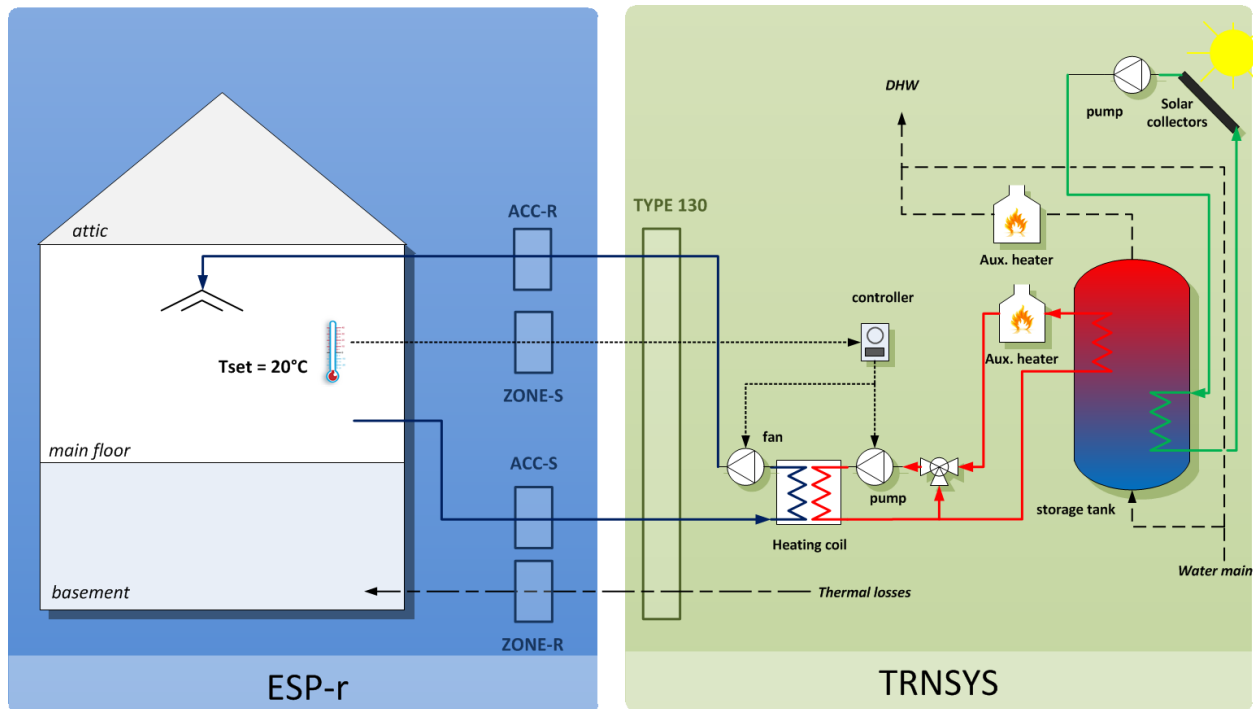 attic
Tset = 20°C
main floor
basement
ACC-R
ZONE-S
ACC-S
ZONE-R
ESP-r
TYPE 130
DHW
pump
Solar
collectors
Aux. heater
controller
Aux. heater
fan
pump
Heating coil
storage tank
Water main
Thermal losses
TRNSYS